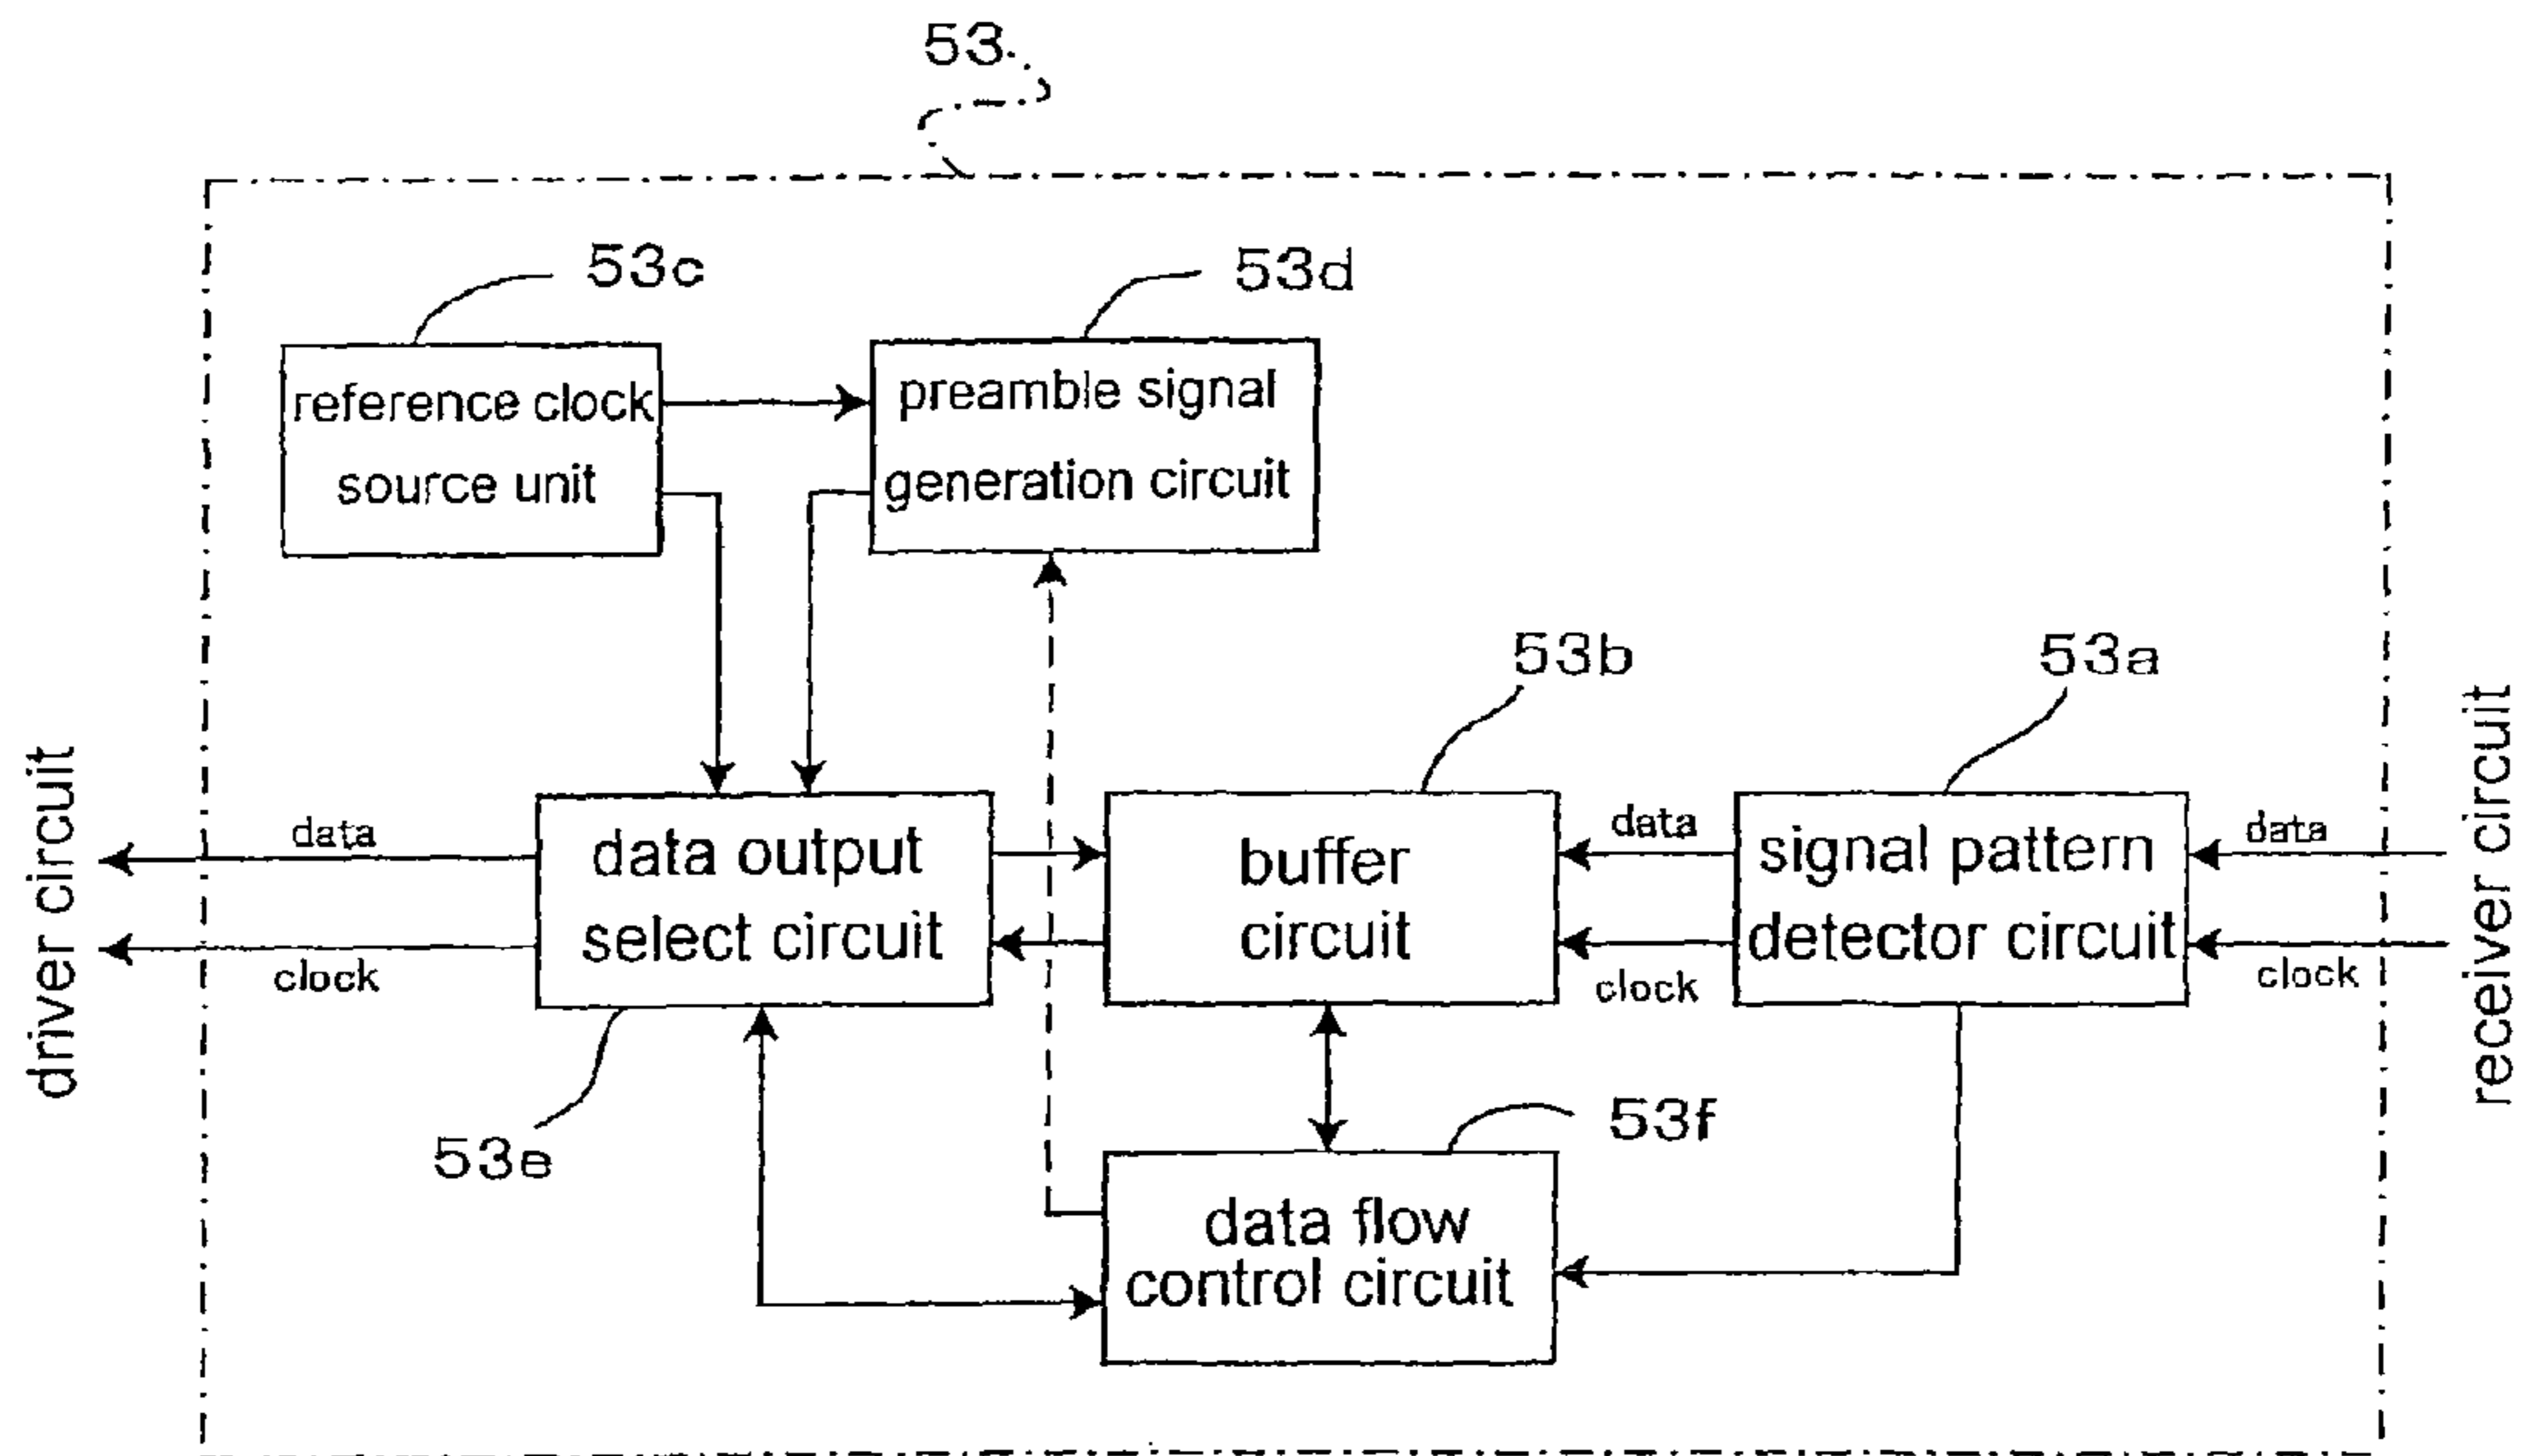 53
53c
53d
reference clock
source unit
preamble signal
generation circuit
53b
53a
driver circuit
data
clock
data output
select circuit
buffer
circuit
data
clock
signal pattern
detector circuit
data
clock
receiver circuit
53e
53f
data flow
control circuit